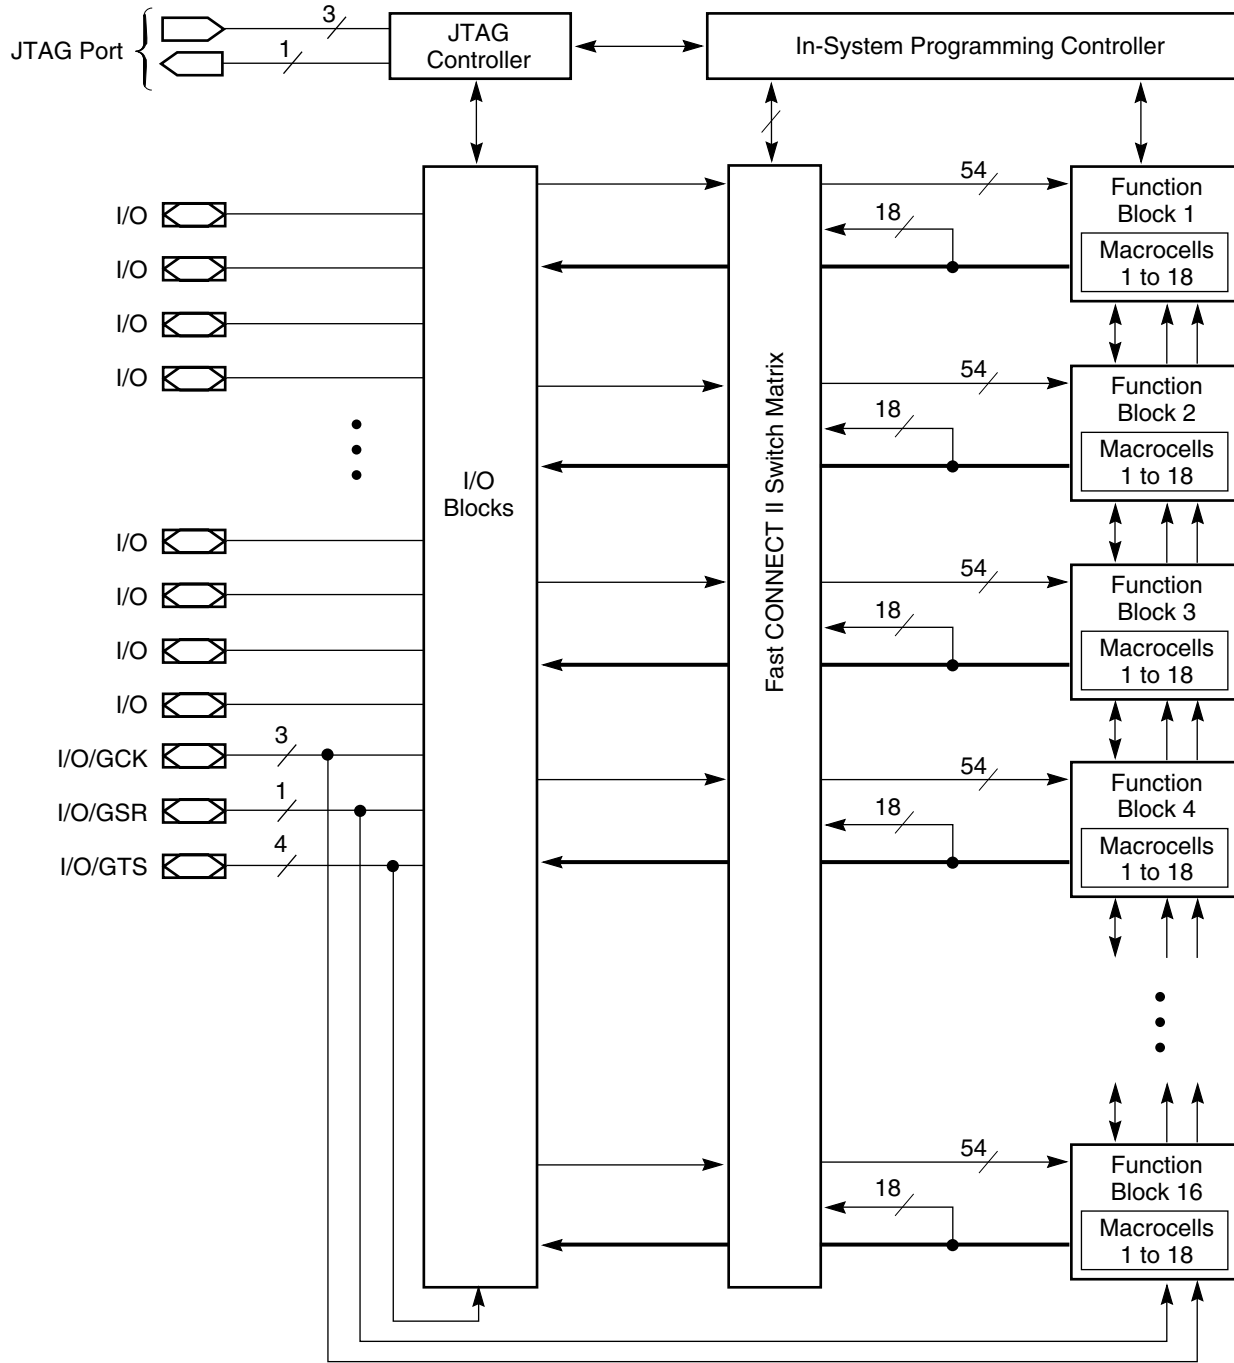 JTAG Port
3
1
JTAG
Controller
In-System Programming Controller
I/O
I/O
I/O
I/O
I/O
I/O
I/O
I/O
I/O/GCK
3
I/O/GSR
1
I/O/GTS
4
I/O
Blocks
Fast CONNECT II Switch Matrix
54
18
Function
Block 1
Macrocells
1 to 18
54
18
Function
Block 2
Macrocells
1 to 18
54
18
Function
Block 3
Macrocells
1 to 18
54
18
Function
Block 4
Macrocells
1 to 18
54
18
Function
Block 16
Macrocells
1 to 18